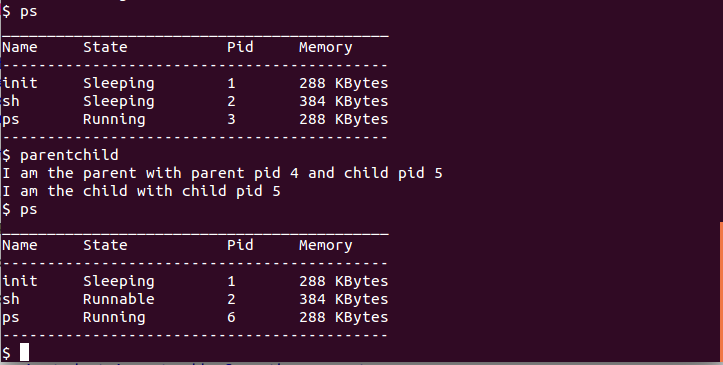 $ ps
___________________________________________
Name     State           Pid     Memory
-------------------------------------------
init     Sleeping        1       288 KBytes
sh       Sleeping        2       384 KBytes
ps       Running         3       288 KBytes
-------------------------------------------
$ parentchild
I am the parent with parent pid 4 and child pid 5
I am the child with child pid 5
$ ps
___________________________________________
Name     State           Pid     Memory
-------------------------------------------
init     Sleeping        1       288 KBytes
sh       Runnable        2       384 KBytes
ps       Running         6       288 KBytes
-------------------------------------------
$